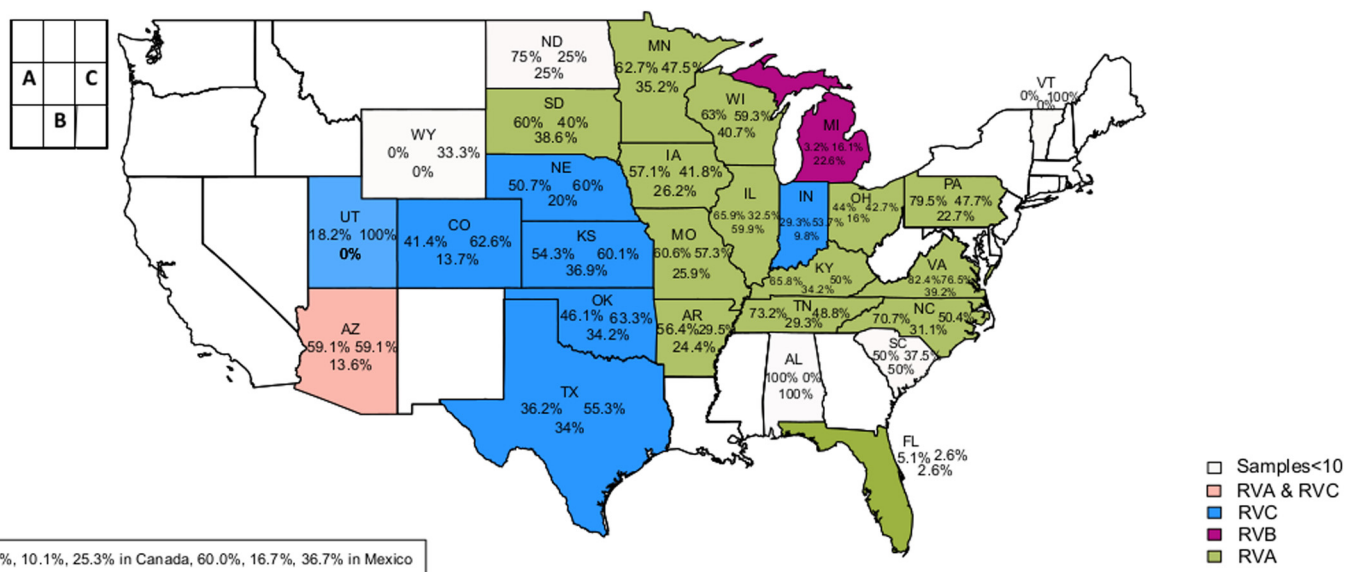 A C
B
ND
75% 25%
25%
MN
62.7% 47.5%
35.2%
SD
60% 40%
38.6%
WI
63% 59.3%
40.7%
MI
3.2% 16.1%
22.6%
VT
0% 100%
0%
WY
0% 33.3%
0%
NE
50.7% 60%
20%
IA
57.1% 41.8%
26.2%
IL
65.9% 32.5%
59.9%
IN
29.3% 53.7%
9.8%
OH
44% 42.7%
16%
PA
79.5% 47.7%
22.7%
UT
18.2% 100%
0%
CO
41.4% 62.6%
13.7%
KS
54.3% 60.1%
36.9%
MO
60.6% 57.3%
25.9%
KY
65.8% 50%
34.2%
VA
82.4% 76.5%
39.2%
AZ
59.1% 59.1%
13.6%
OK
46.1% 63.3%
34.2%
AR
56.4% 29.5%
24.4%
TN
73.2% 48.8%
29.3%
NC
70.7% 50.4%
31.1%
SC
50% 37.5%
50%
AL
100% 0%
100%
TX
36.2% 55.3%
34%
FL
5.1% 2.6%
2.6%
Samples<10
RVA & RVC
RVC
RVB
RVA
%, 10.1%, 25.3% in Canada, 60.0%, 16.7%, 36.7% in Mexico